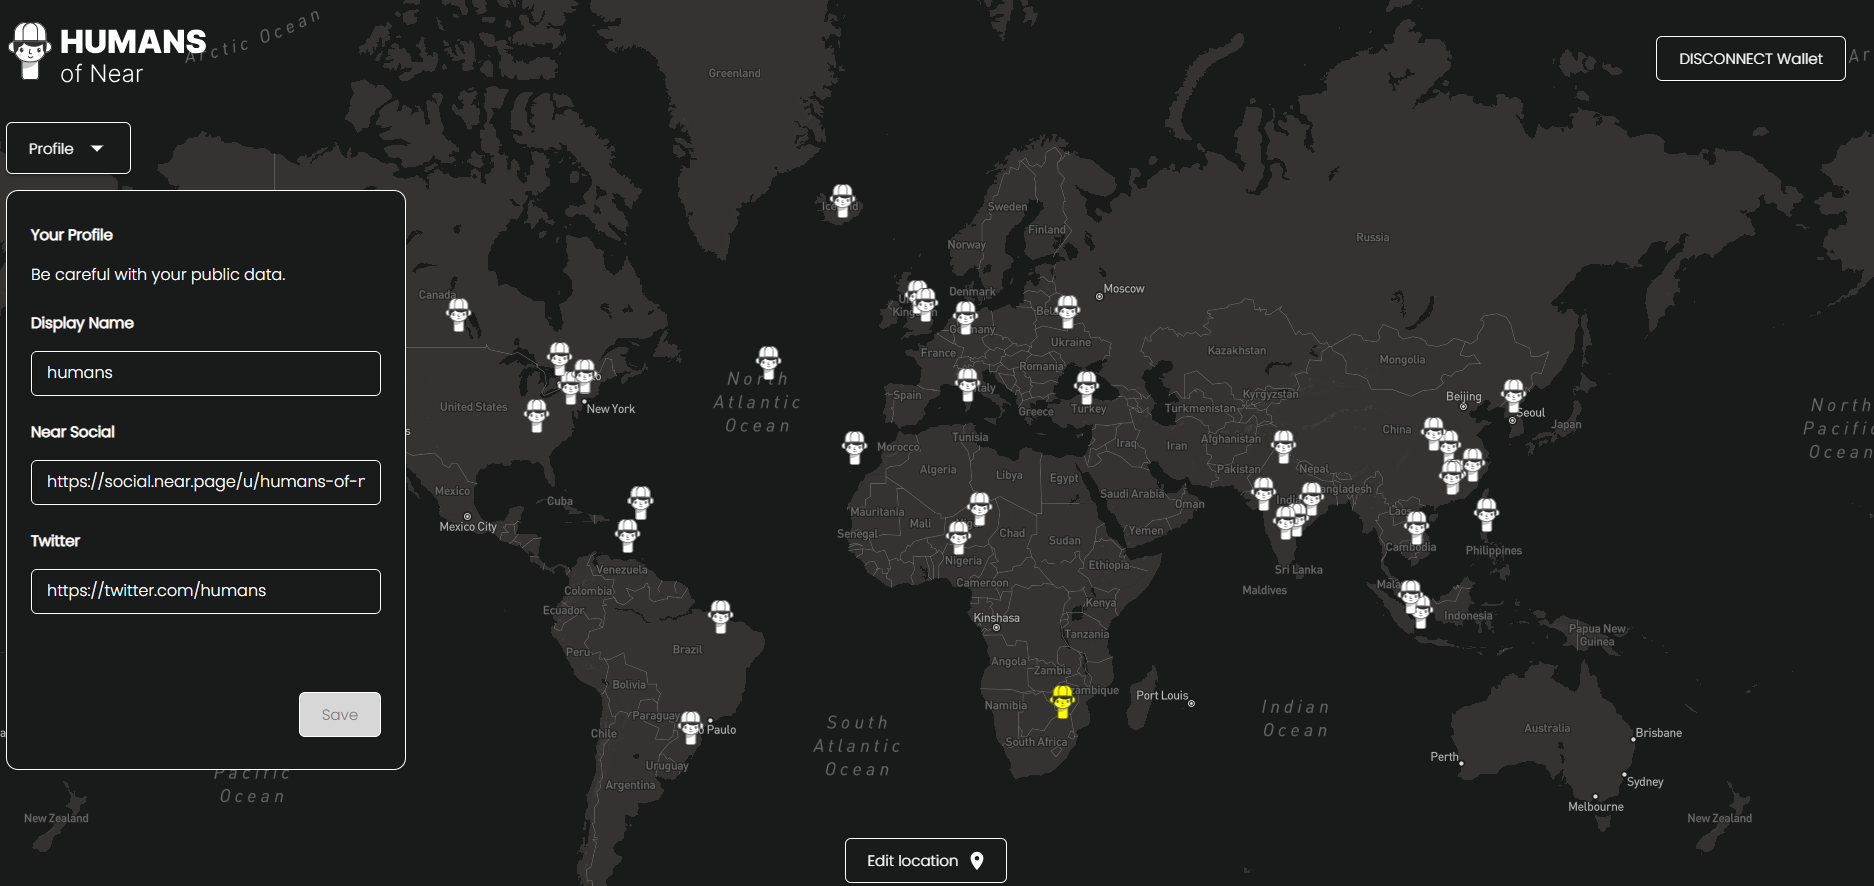 HUMANS
of Near
DISCONNECT Wallet
Profile
Your Profile
Be careful with your public data.
Display Name
humans
Near Social
https://social.near.page/u/humans-of-r
Twitter
https://twitter.com/humans
Save
Edit location
Arctic Ocean
Ar
Greenland
Iceland
Sweden
Finland
Norway
Russia
Canada
Denmark
Moscow
Kingdom
Germany
Ukraine
France
Kazakhstan
Mongolia
Romania
Italy
North
Atlantic
Ocean
Spain
Greece
Turkey
Turkmenistan
Kyrgyzstan
Beijing
Seoul
Japan
North
Pacific
Ocean
United States
New York
China
Morocco
Tunisia
Iraq
Iran
Afghanistan
Algeria
Libya
Egypt
Pakistan
Nepal
Bangladesh
India
Mexico
Cuba
Saudi Arabia
Oman
Mexico City
Mauritania
Mali
Chad
Sudan
Yemen
Laos
Senegal
Cambodia
Philippines
Venezuela
Nigeria
Ethiopia
Sri Lanka
Colombia
Cameroon
Maldives
Ecuador
Kinshasa
Kenya
Indonesia
Tanzania
Papua New
Guinea
Peru
Brazil
Angola
Zambia
Bolivia
Namibia
Port Louis
Indian
Ocean
Paraguay
South
Atlantic
Ocean
Chile
South Africa
Australia
Brisbane
Perth
Uruguay
Argentina
Sydney
Melbourne
Pacific
Ocean
New Zealand
New Zealand